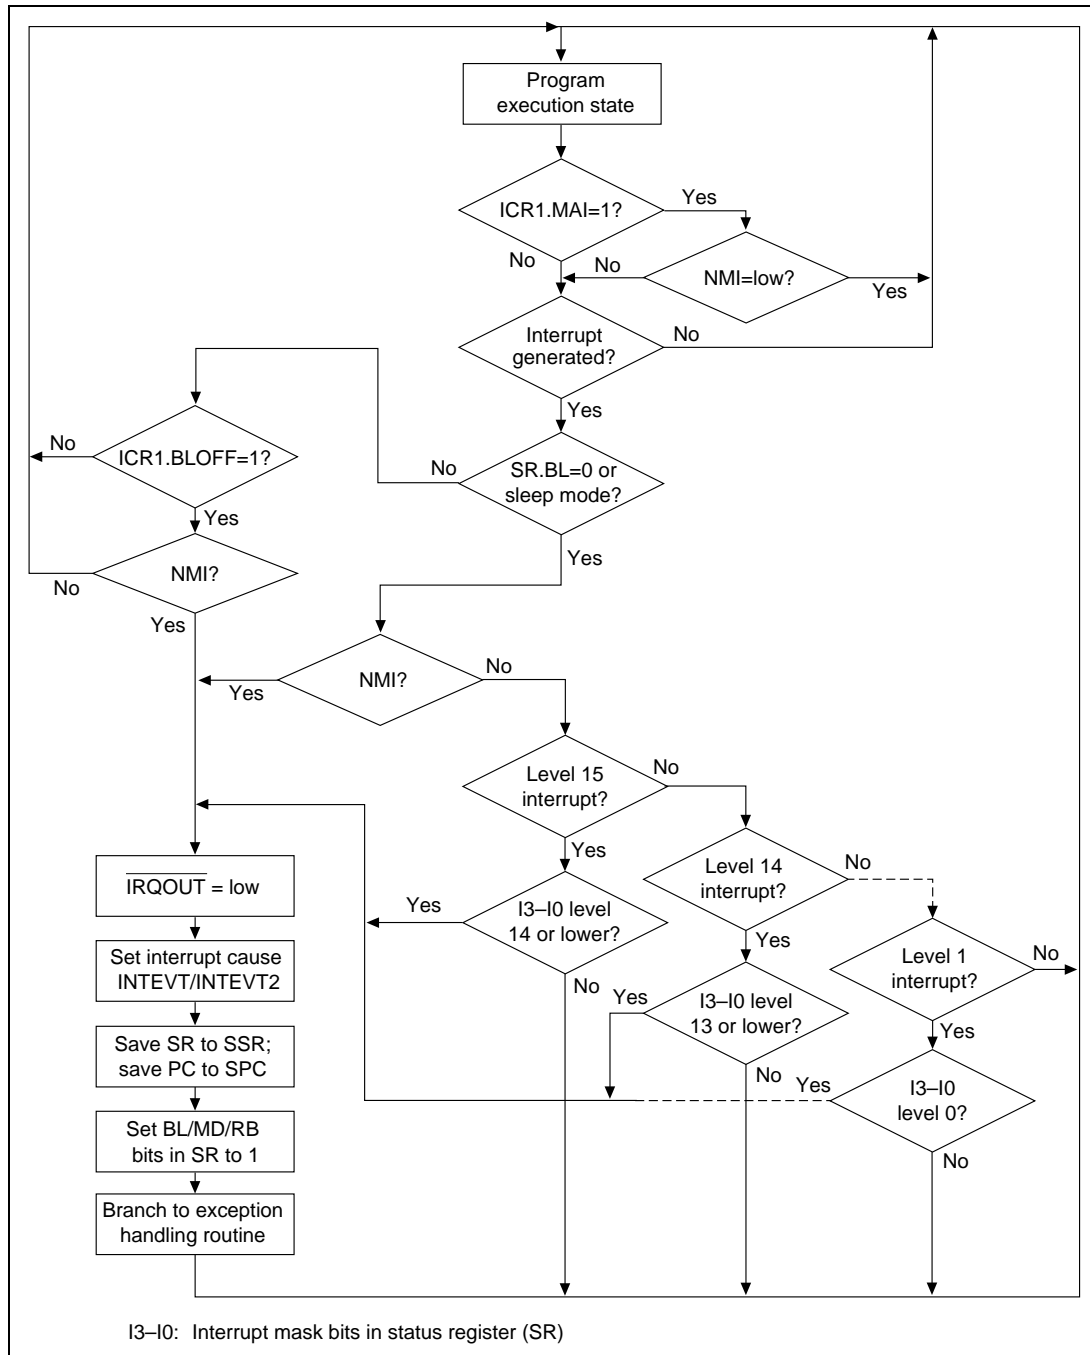 Program
execution state
ICR1.MAI=1?
Yes
No
NMI=low?
No
Yes
Interrupt
generated?
No
Yes
ICR1.BLOFF=1?
No
Yes
SR.BL=0 or
sleep mode?
No
Yes
NMI?
No
Yes
NMI?
Yes
No
Level 15
interrupt?
No
Yes
Level 14
interrupt?
No
Yes
I3–I0 level
14 or lower?
Yes
No
Level 1
interrupt?
No
Yes
I3–I0 level
13 or lower?
Yes
No
I3–I0
level 0?
Yes
No
IRQOUT = low
Set interrupt cause
INTEVT/INTEVT2
Save SR to SSR;
save PC to SPC
Set BL/MD/RB
bits in SR to 1
Branch to exception
handling routine
I3–I0: Interrupt mask bits in status register (SR)